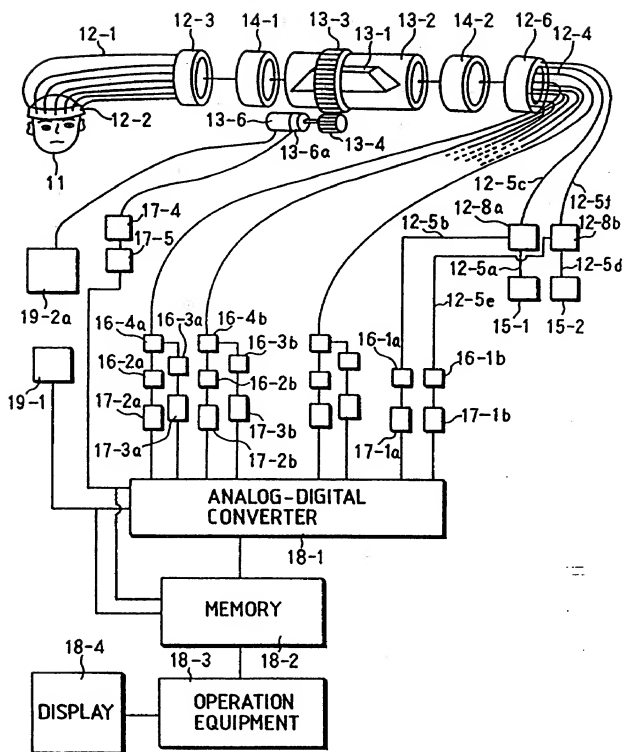 12-1
12-3
14-1
13-3
13-1
13-2
14-2
12-6
12-4
12-2
13-6
13-6a
13-4
11
12-5c
12-5f
17-4
17-5
12-5b
12-8a
12-8b
12-5a
12-5d
12-5e
15-1
15-2
19-2a
16-4a
16-3a
16-4b
16-3b
16-1a
16-1b
16-2a
16-2b
19-1
17-2a
17-3a
17-3b
17-2b
17-1a
17-1b
ANALOG-DIGITAL
CONVERTER
18-1
MEMORY
18-4
18-3
18-2
DISPLAY
OPERATION
EQUIPMENT